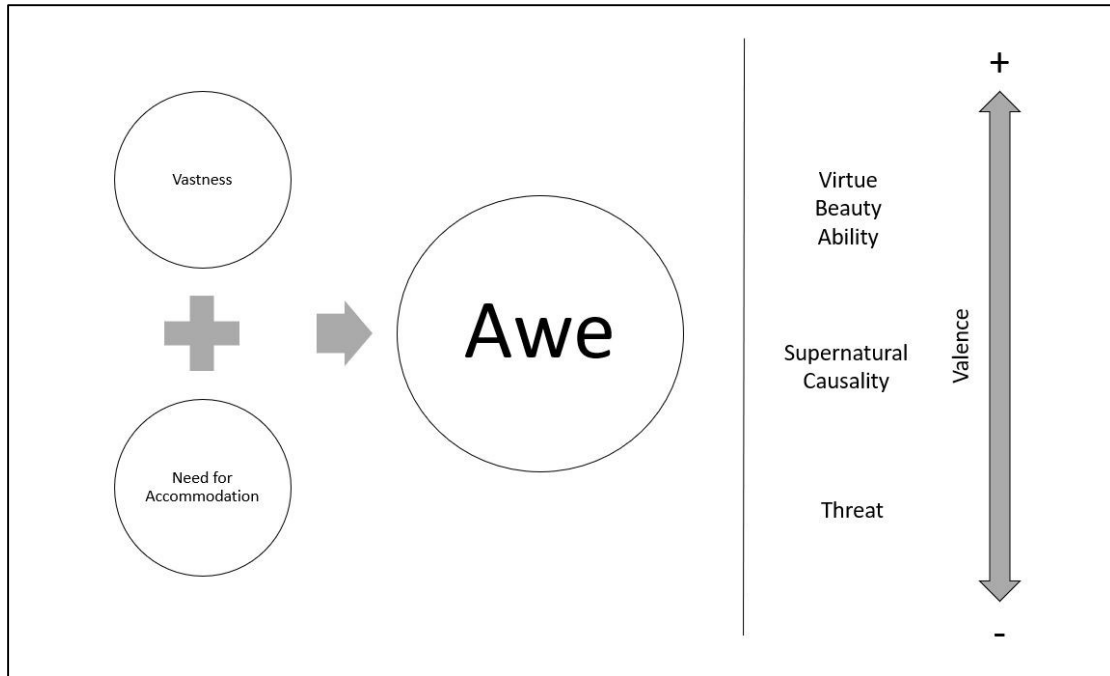 Vastness
Need for
Accommodation
Awe
Virtue
Beauty
Ability
Supernatural
Causality
Threat
+
Valence
-